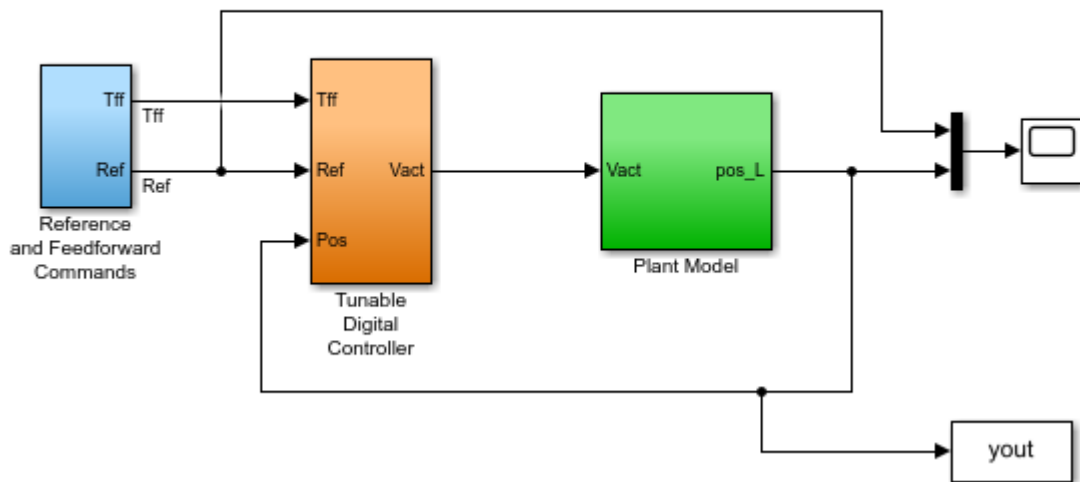 Tff
Tff
Ref
Ref
Reference
and Feedforward
Commands
Tff
Ref
Vact
Pos
Tunable
Digital
Controller
Vact
pos_L
Plant Model
yout